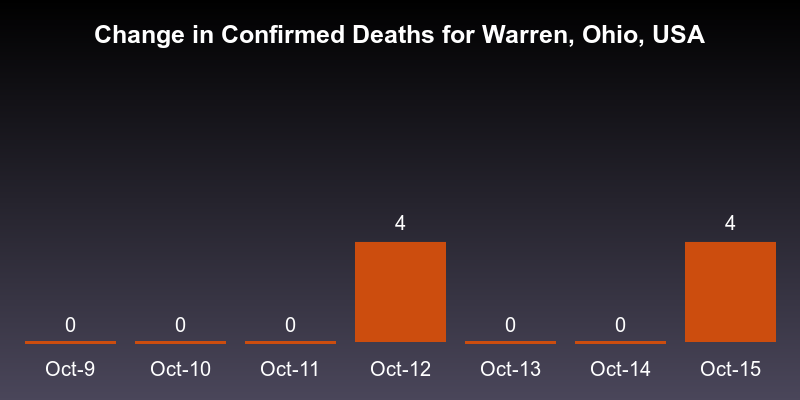 Change in Confirmed Deaths for Warren, Ohio, USA
4 4
0 0 0 0 0
Oct-9 Oct-10 Oct-11 Oct-12 Oct-13 Oct-14 Oct-15